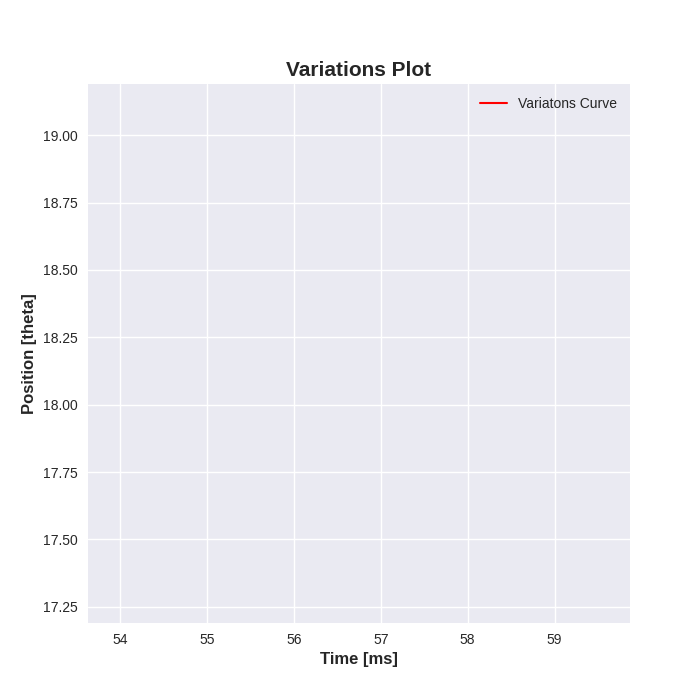 Variations Plot
Variatons Curve
19.00
18.75
18.50
18.25
18.00
17.75
17.50
17.25
Position [theta]
54 55 56 57 58 59
Time [ms]